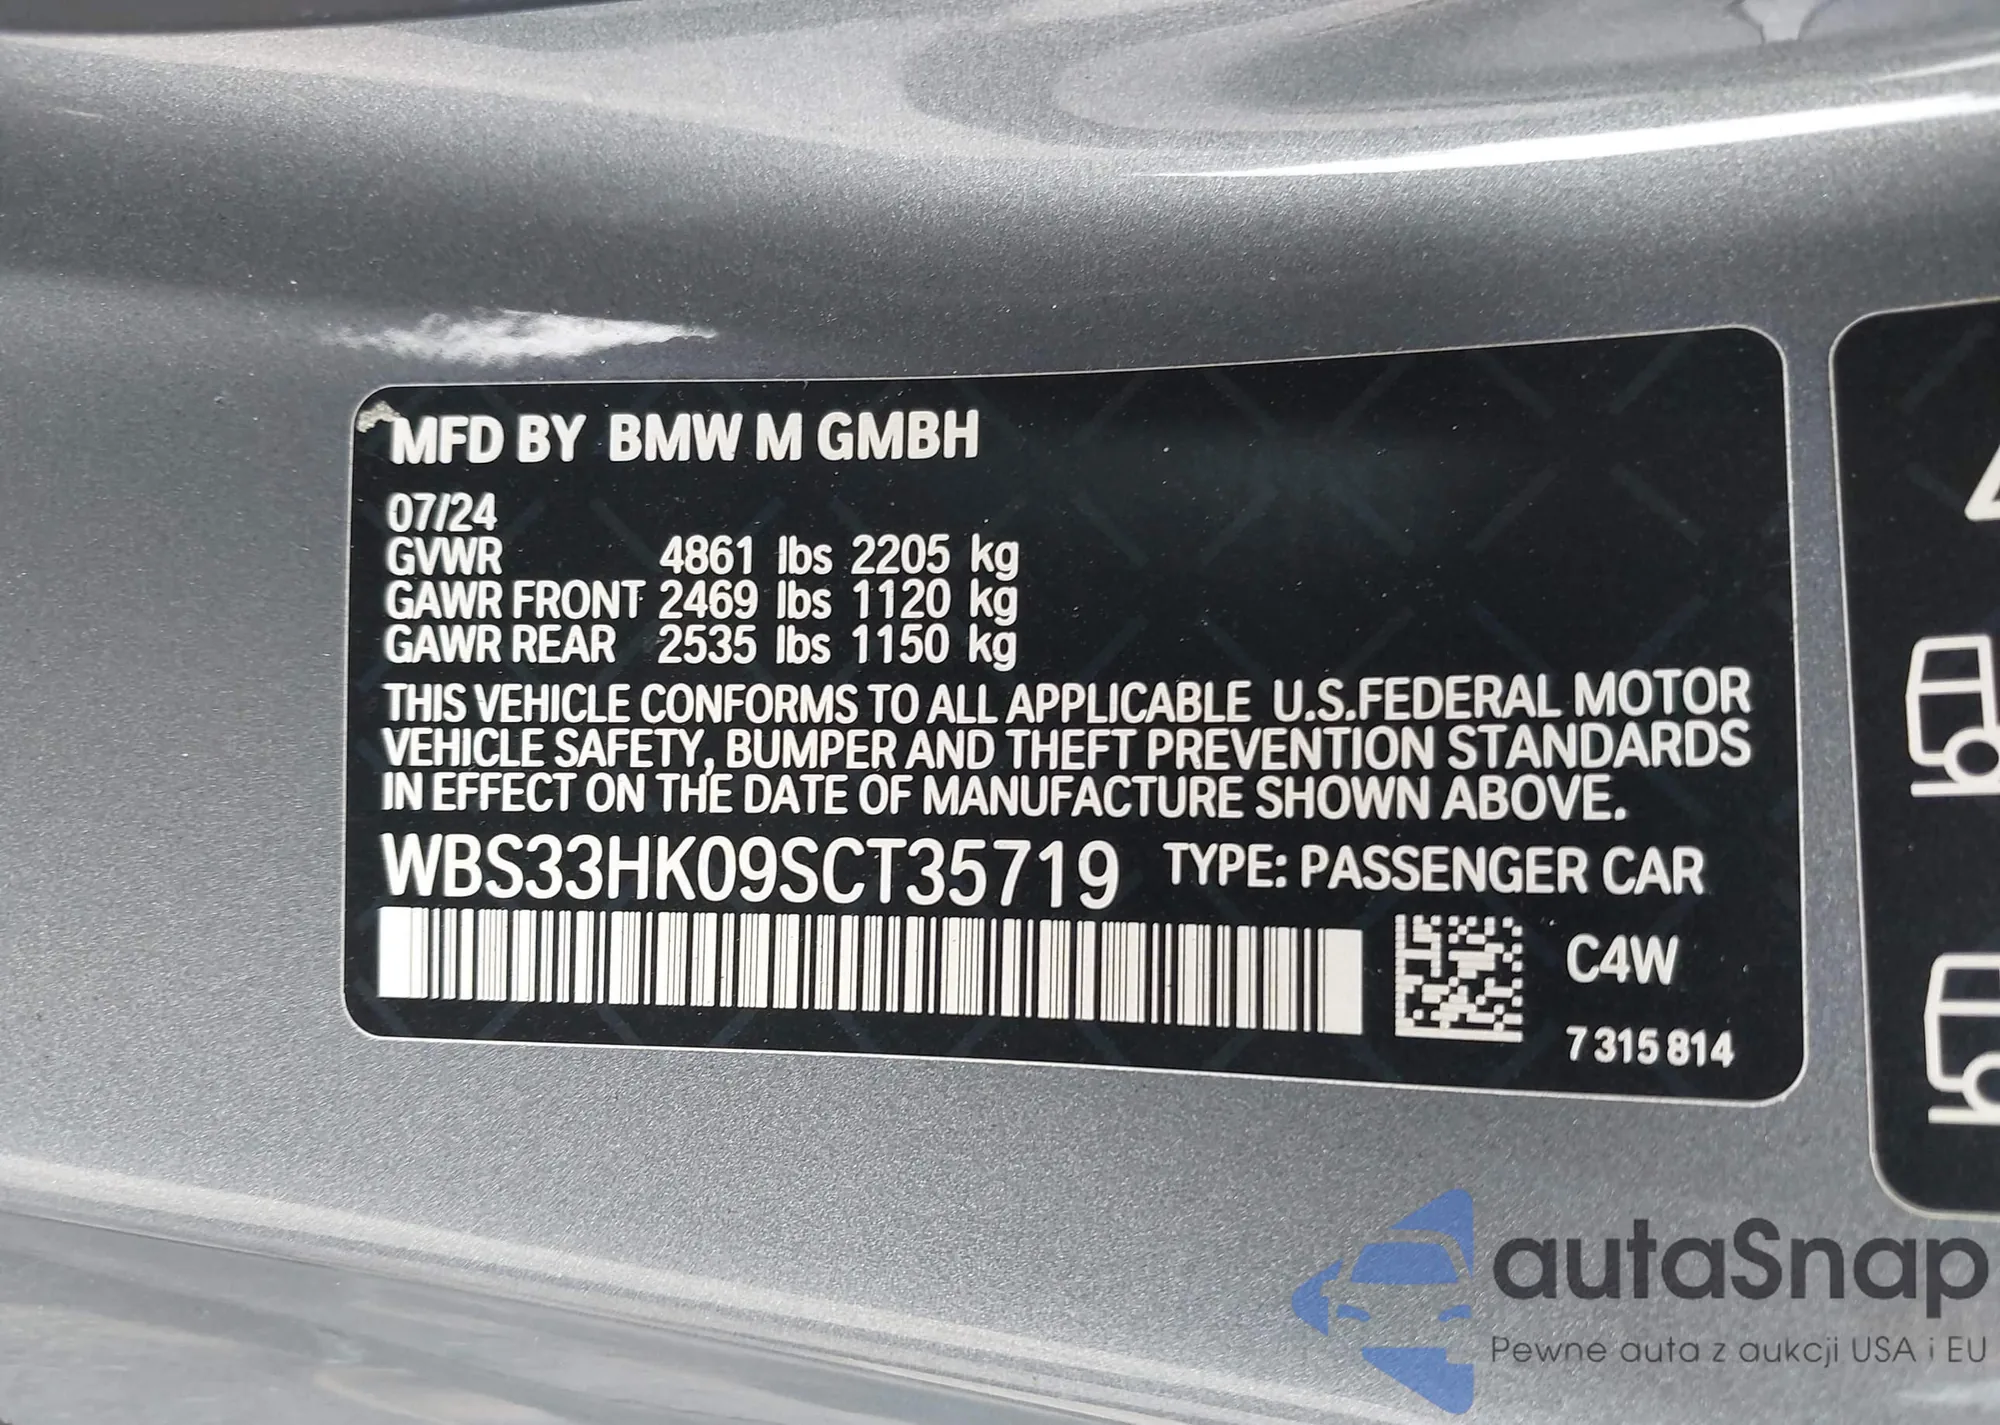 MFD BY BMW M GMBH
07/24
GVWR 4861 lbs 2205 kg
GAWR FRONT 2469 lbs 1120 kg
GAWR REAR 2535 lbs 1150 kg
THIS VEHICLE CONFORMS TO ALL APPLICABLE U.S.FEDERAL MOTOR
VEHICLE SAFETY, BUMPER AND THEFT PREVENTION STANDARDS
IN EFFECT ON THE DATE OF MANUFACTURE SHOWN ABOVE.
WBS33HK09SCT35719 TYPE: PASSENGER CAR
C4W
7 315 814
autaSnap
Pewne auta z aukcji USA i EU